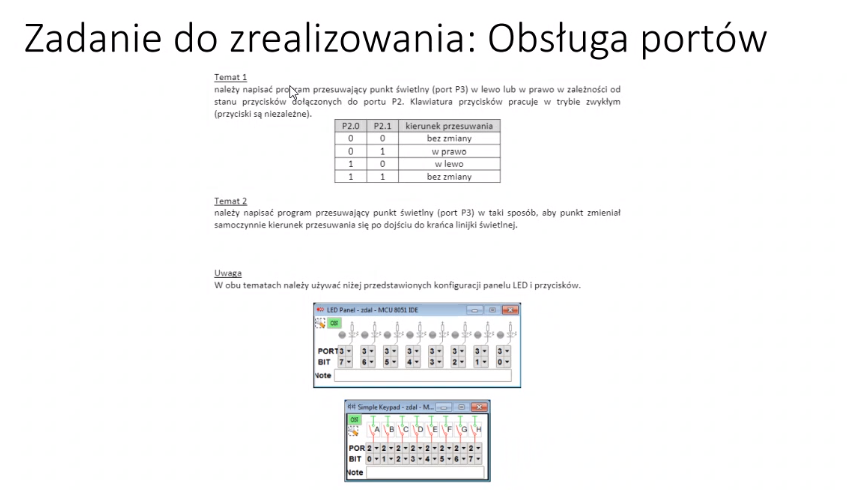 Zadanie do zrealizowania: Obsługa portów
Temat 1
należy napisać program przesuwający punkt świetlny (port P3) w lewo lub w prawo w zależności od
stanu przycisków dołączonych do portu P2. Klawiatura przycisków pracuje w trybie zwykłym
(przyciski są niezależne).
P2.0 P2.1 kierunek przesuwania
0 0 bez zmiany
0 1 w prawo
1 0 w lewo
1 1 bez zmiany
Temat 2
należy napisać program przesuwający punkt świetlny (port P3) w taki sposób, aby punkt zmieniał
samoczynnie kierunek przesuwania się po dojściu do krańca linijki świetlnej.
Uwaga
W obu tematach należy używać niżej przedstawionych konfiguracji panelu LED i przycisków.
LED Panel - zdal - MCU 8051 IDE
ON
PORT 3 3 3 3 3 3 3 3
BIT 7 6 5 4 3 2 1 0
Note
Simple Keypad - zdal - M...
ON
A B C D E F G H
POR 2 2 2 2 2 2 2 2
BIT 0 1 2 3 4 5 6 7
Note